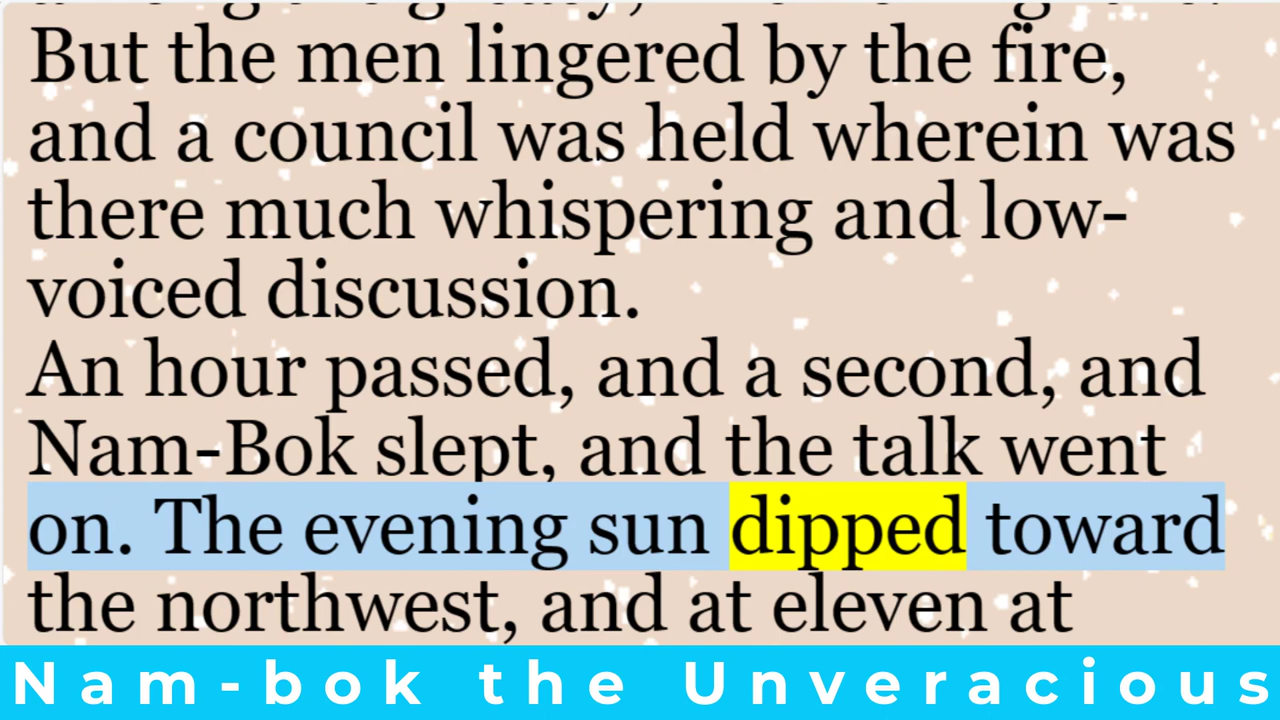 But the men lingered by the fire,
and a council was held wherein was
there much whispering and low-
voiced discussion.
An hour passed, and a second, and
Nam-Bok slept, and the talk went
on. The evening sun dipped toward
the northwest, and at eleven at
Nam-bok the Unveracious